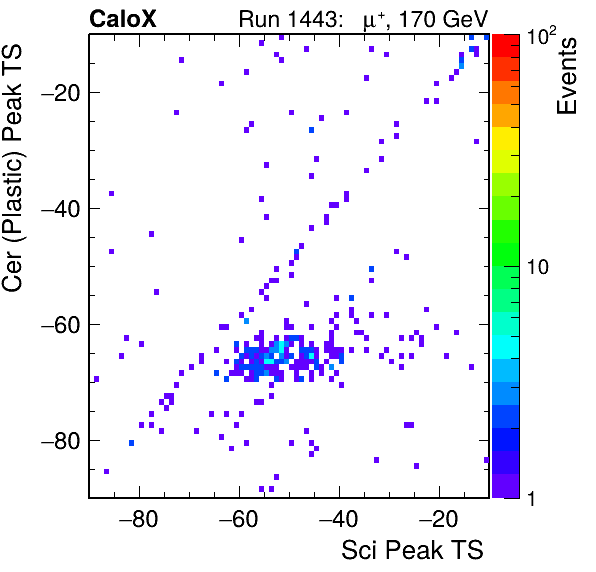 CaloX Run 1443: μ⁺, 170 GeV
Cer (Plastic) Peak TS
−20
−40
−60
−80
−80 −60 −40 −20
Sci Peak TS
10²
10
1
Events